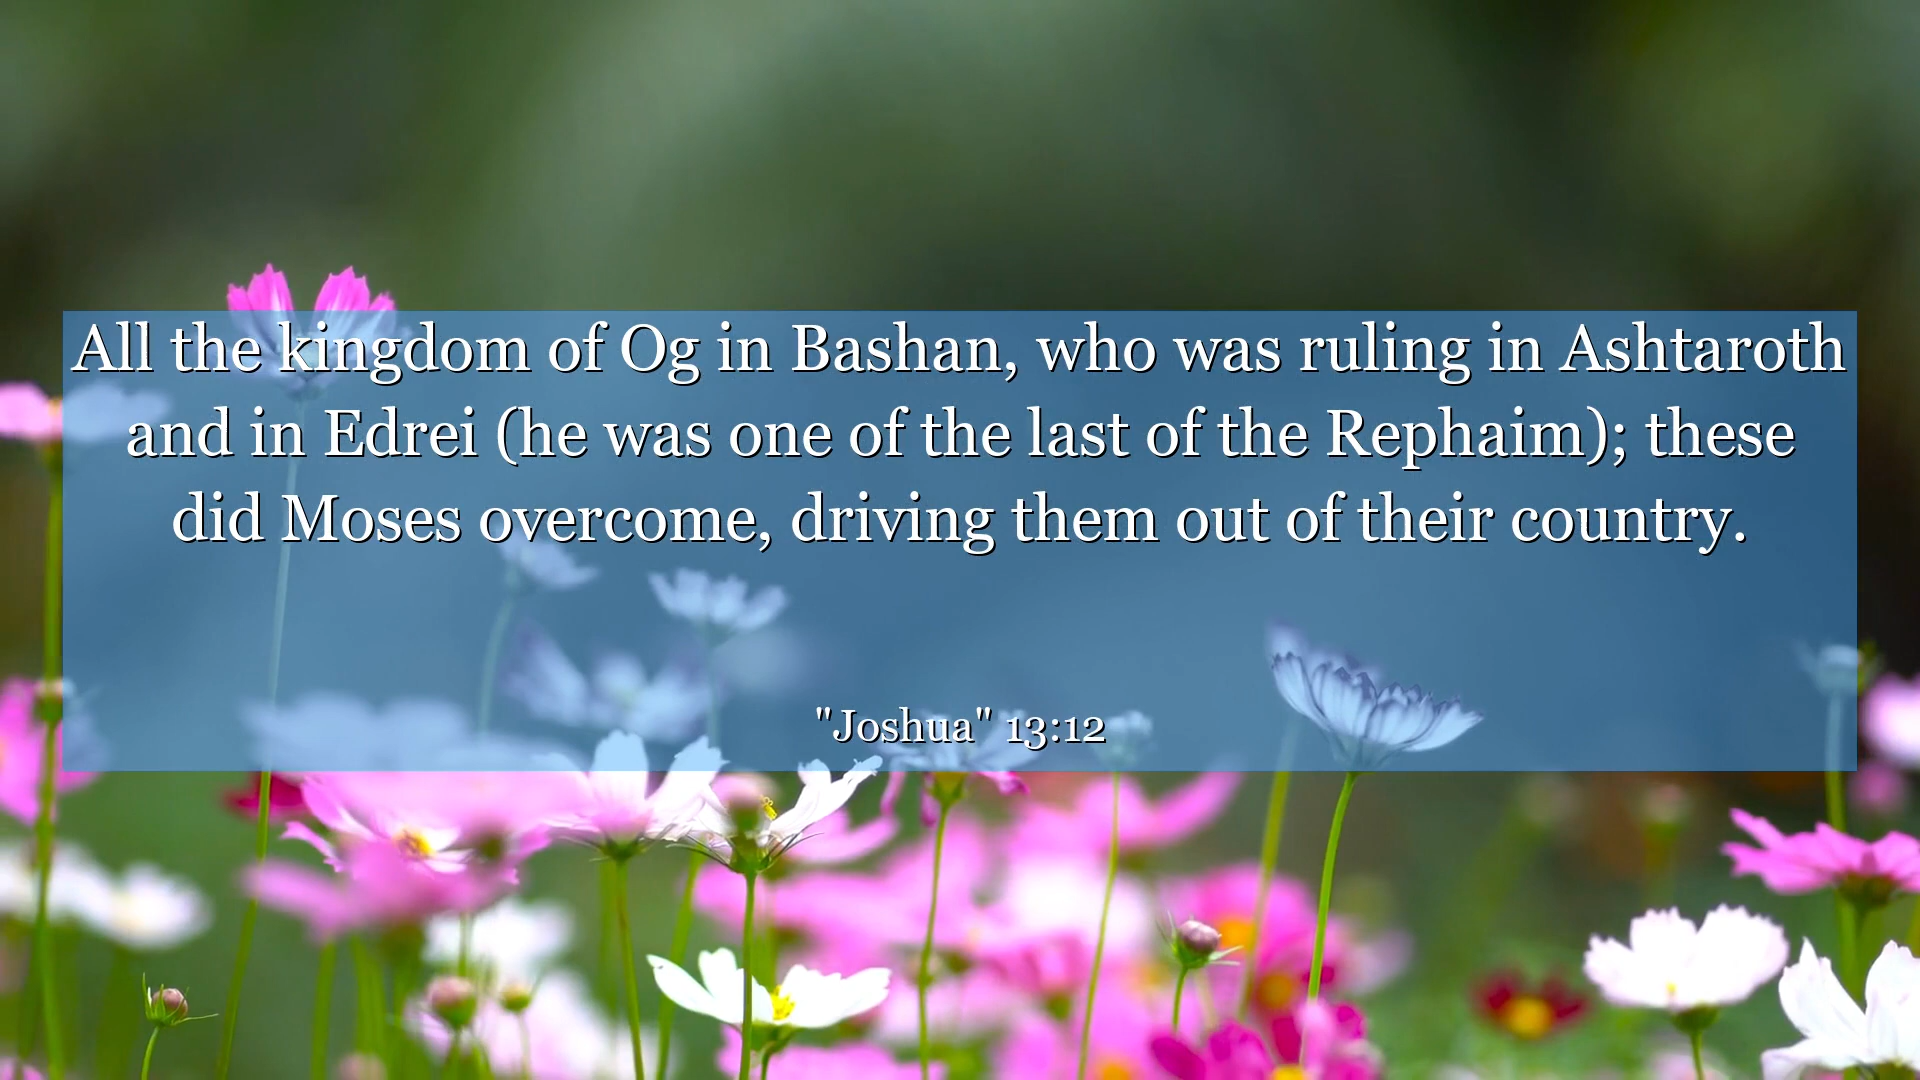 All the kingdom of Og in Bashan, who was ruling in Ashtaroth
and in Edrei (he was one of the last of the Rephaim); these
did Moses overcome, driving them out of their country.
"Joshua" 13:12